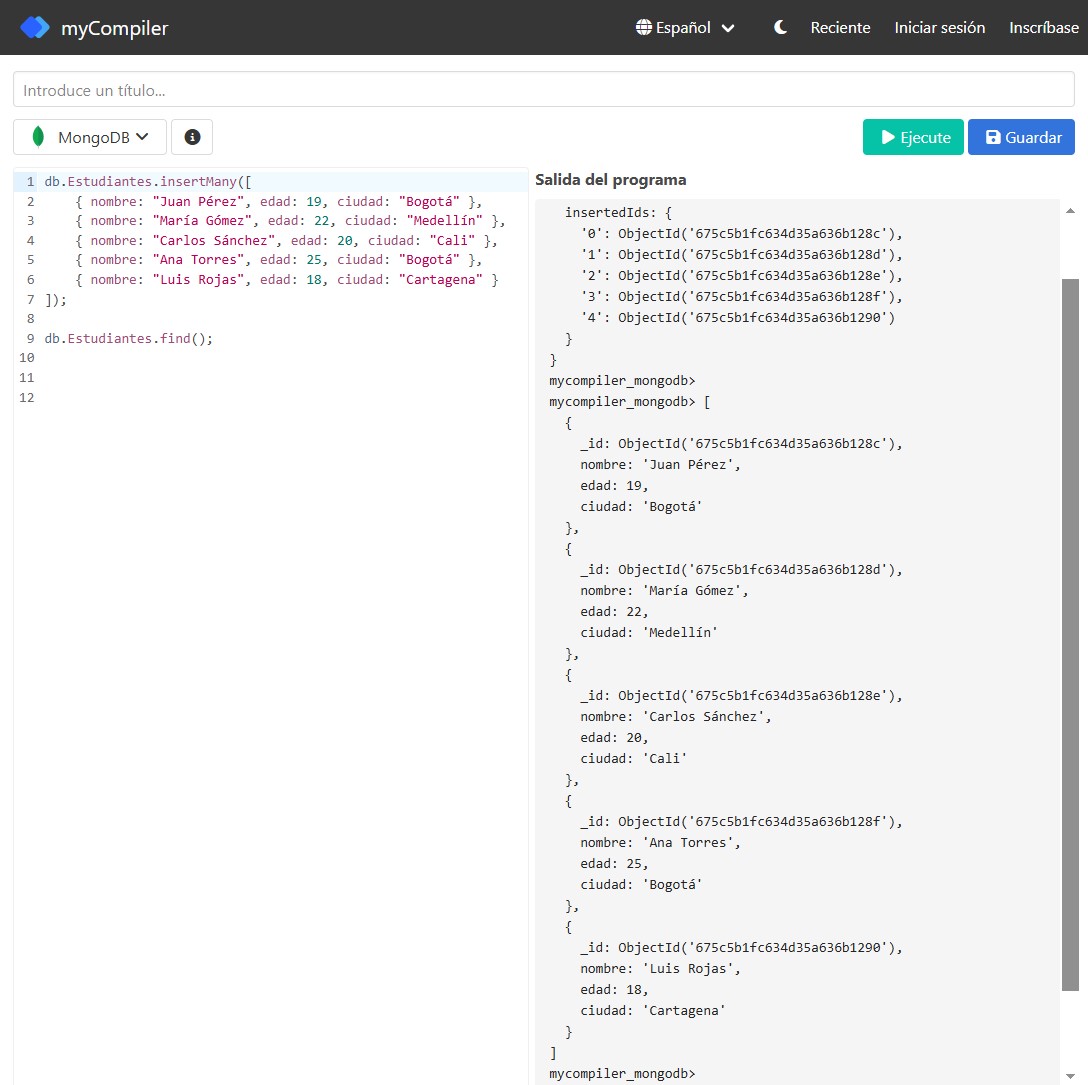 myCompiler
Español
Reciente
Iniciar sesión
Inscríbase
Introduce un título...
MongoDB
Ejecute
Guardar
1 db.Estudiantes.insertMany([
2     { nombre: "Juan Pérez", edad: 19, ciudad: "Bogotá" },
3     { nombre: "María Gómez", edad: 22, ciudad: "Medellín" },
4     { nombre: "Carlos Sánchez", edad: 20, ciudad: "Cali" },
5     { nombre: "Ana Torres", edad: 25, ciudad: "Bogotá" },
6     { nombre: "Luis Rojas", edad: 18, ciudad: "Cartagena" }
7 ]);
8
9 db.Estudiantes.find();
10
11
12
Salida del programa
  insertedIds: {
    '0': ObjectId('675c5b1fc634d35a636b128c'),
    '1': ObjectId('675c5b1fc634d35a636b128d'),
    '2': ObjectId('675c5b1fc634d35a636b128e'),
    '3': ObjectId('675c5b1fc634d35a636b128f'),
    '4': ObjectId('675c5b1fc634d35a636b1290')
  }
}
mycompiler_mongodb>
mycompiler_mongodb> [
  {
    _id: ObjectId('675c5b1fc634d35a636b128c'),
    nombre: 'Juan Pérez',
    edad: 19,
    ciudad: 'Bogotá'
  },
  {
    _id: ObjectId('675c5b1fc634d35a636b128d'),
    nombre: 'María Gómez',
    edad: 22,
    ciudad: 'Medellín'
  },
  {
    _id: ObjectId('675c5b1fc634d35a636b128e'),
    nombre: 'Carlos Sánchez',
    edad: 20,
    ciudad: 'Cali'
  },
  {
    _id: ObjectId('675c5b1fc634d35a636b128f'),
    nombre: 'Ana Torres',
    edad: 25,
    ciudad: 'Bogotá'
  },
  {
    _id: ObjectId('675c5b1fc634d35a636b1290'),
    nombre: 'Luis Rojas',
    edad: 18,
    ciudad: 'Cartagena'
  }
]
mycompiler_mongodb>